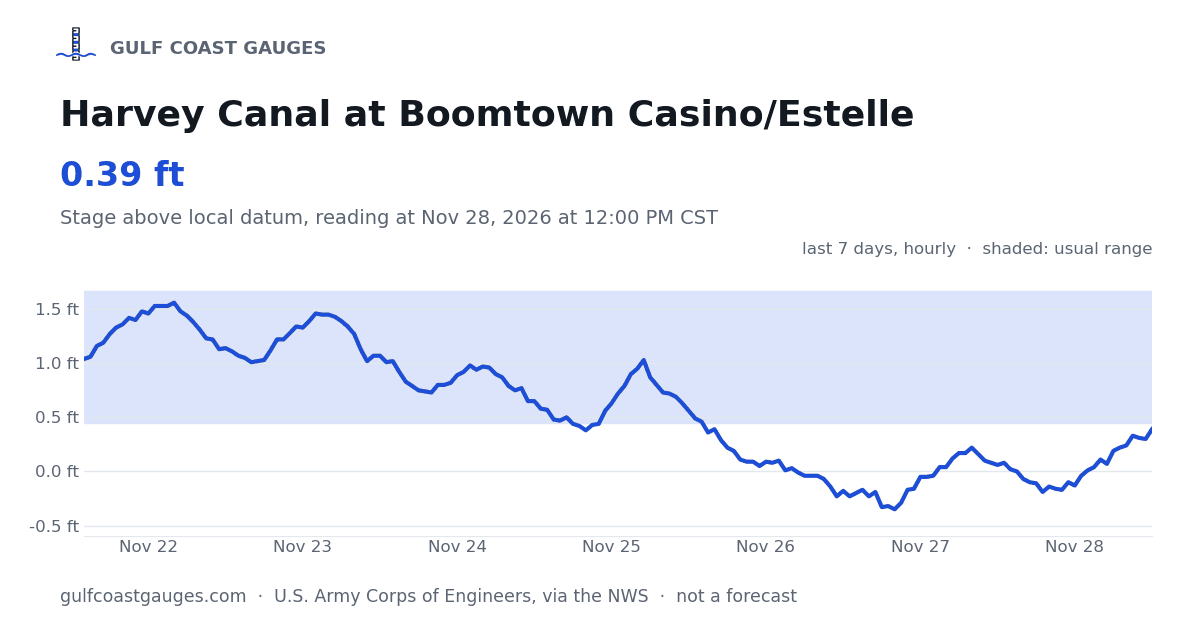 GULF COAST GAUGES
Harvey Canal at Boomtown Casino/Estelle
0.39 ft
Stage above local datum, reading at Nov 28, 2026 at 12:00 PM CST
last 7 days, hourly · shaded: usual range
1.5 ft
1.0 ft
0.5 ft
0.0 ft
-0.5 ft
Nov 22 Nov 23 Nov 24 Nov 25 Nov 26 Nov 27 Nov 28
gulfcoastgauges.com · U.S. Army Corps of Engineers, via the NWS · not a forecast